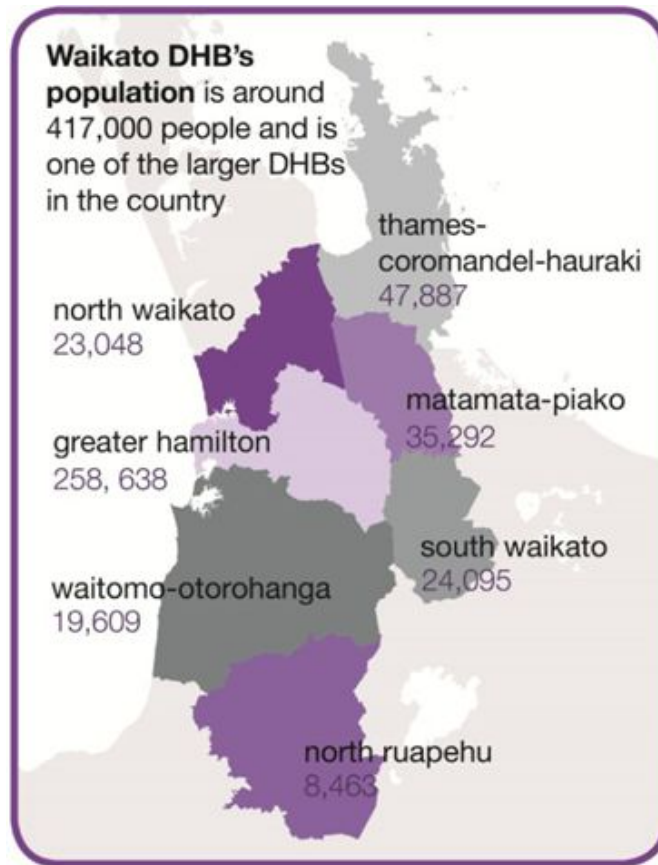 Waikato DHB's
population is around
417,000 people and is
one of the larger DHBs
in the country
thames-
coromandel-hauraki
47,887
north waikato
23,048
matamata-piako
35,292
greater hamilton
258, 638
south waikato
24,095
waitomo-otorohanga
19,609
north ruapehu
8,463